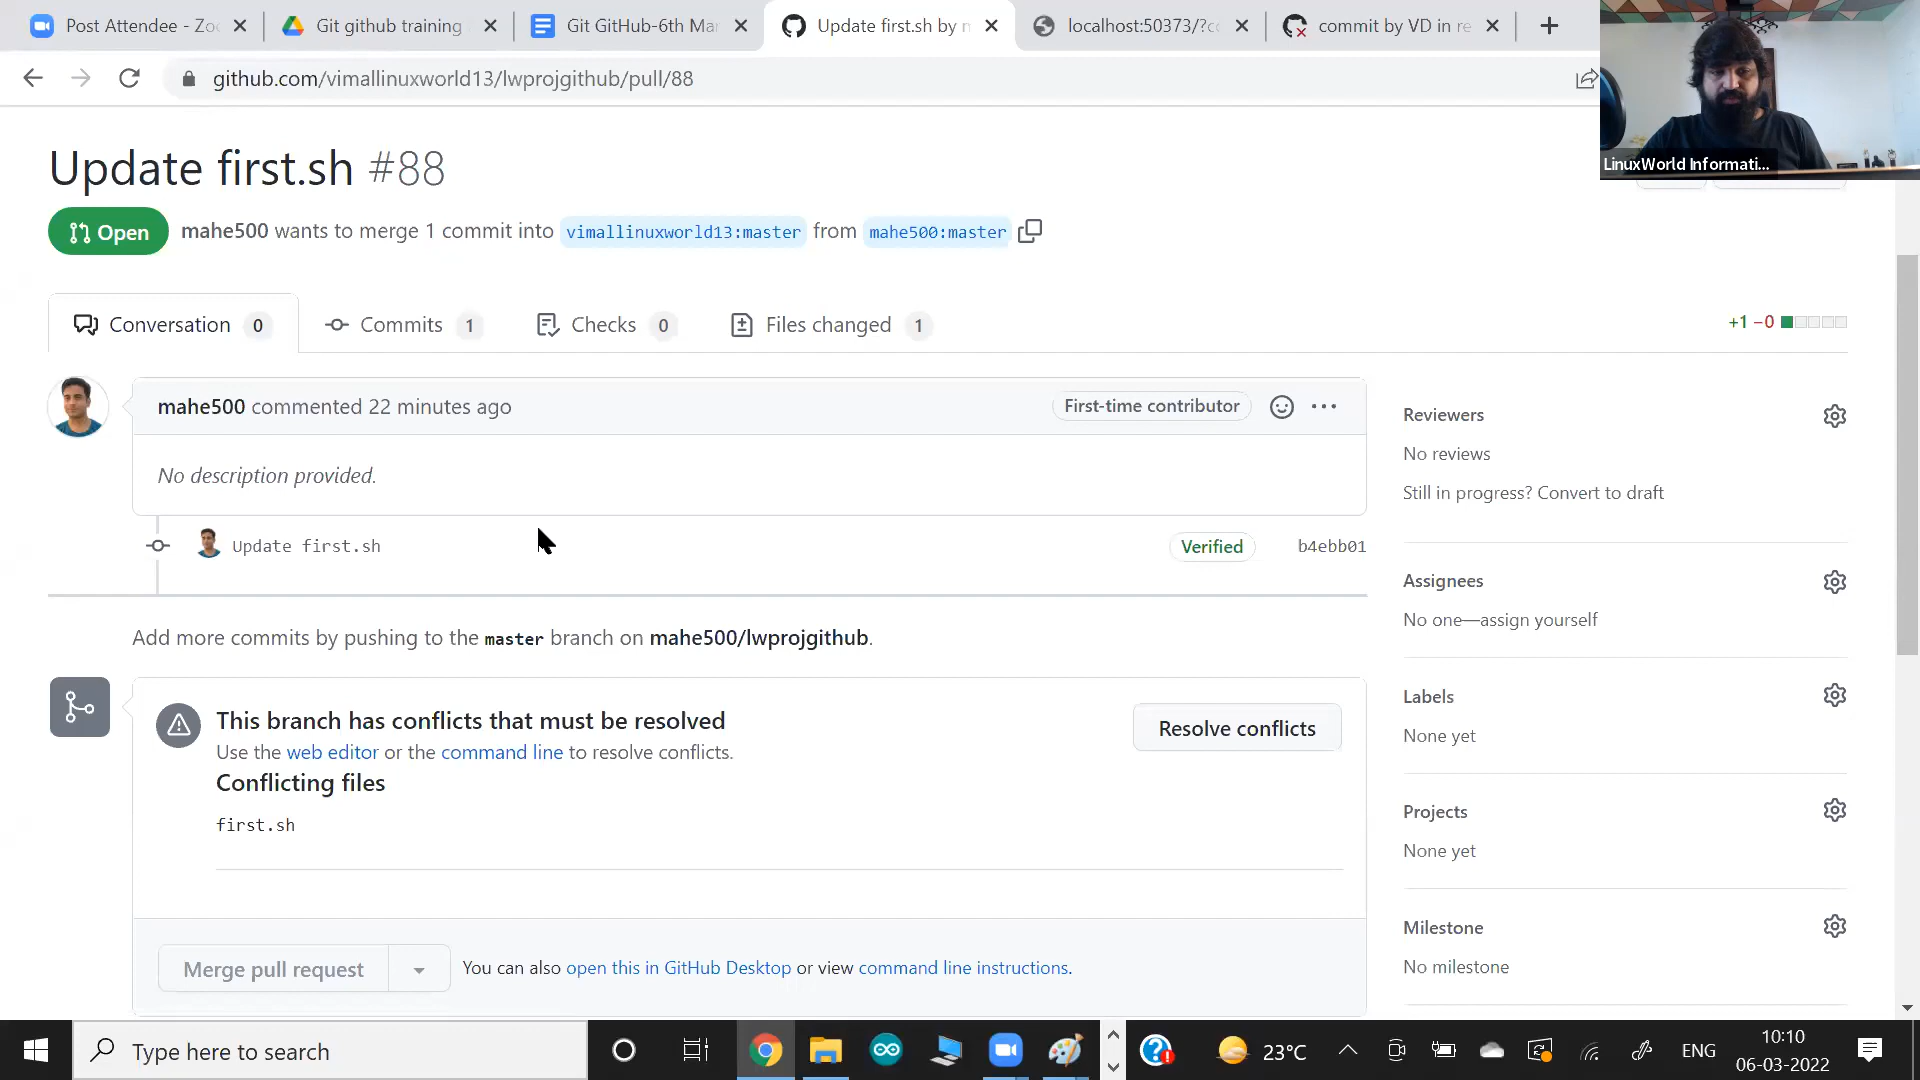 Post Attendee - Zo
Git github training
Git GitHub-6th Mar
Update first.sh by
localhost:50373/?c
commit by VD in re
github.com/vimallinuxworld13/lwprojgithub/pull/88
LinuxWorld Informati...
Update first.sh #88
Open mahe500 wants to merge 1 commit into vimallinuxworld13:master from mahe500:master
Conversation 0
Commits 1
Checks 0
Files changed 1
+1 −0
mahe500 commented 22 minutes ago
First-time contributor
No description provided.
Update first.sh
Verified
b4ebb01
Add more commits by pushing to the master branch on mahe500/lwprojgithub.
This branch has conflicts that must be resolved
Use the web editor or the command line to resolve conflicts.
Conflicting files
first.sh
Resolve conflicts
Merge pull request
You can also open this in GitHub Desktop or view command line instructions.
Reviewers
No reviews
Still in progress? Convert to draft
Assignees
No one—assign yourself
Labels
None yet
Projects
None yet
Milestone
No milestone
Type here to search
23°C
ENG
10:10
06-03-2022